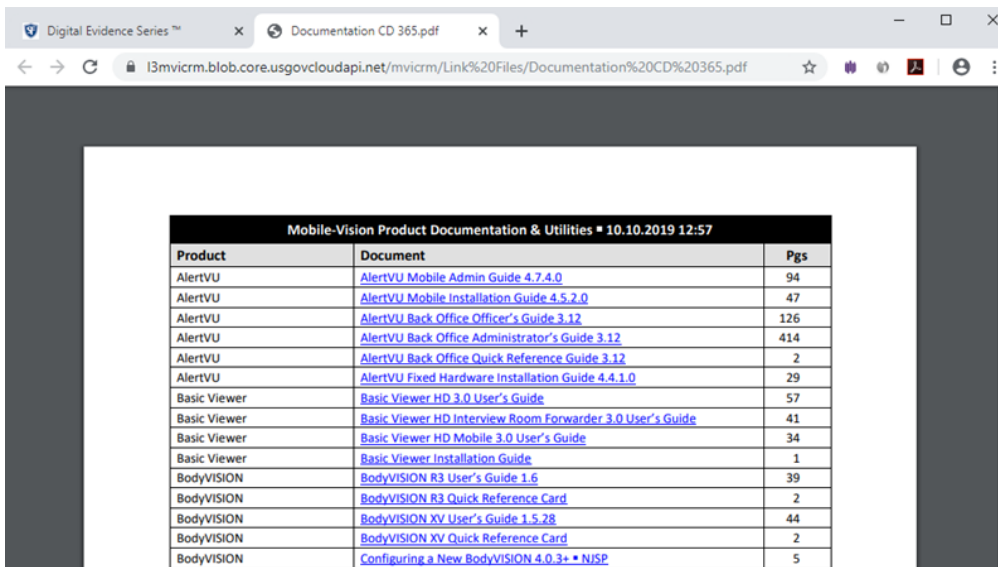 Digital Evidence Series ™
Documentation CD 365.pdf
l3mvicrm.blob.core.usgovcloudapi.net/mvicrm/Link%20Files/Documentation%20CD%20365.pdf
Mobile-Vision Product Documentation & Utilities ▪ 10.10.2019 12:57
Product Document Pgs
AlertVU AlertVU Mobile Admin Guide 4.7.4.0 94
AlertVU AlertVU Mobile Installation Guide 4.5.2.0 47
AlertVU AlertVU Back Office Officer's Guide 3.12 126
AlertVU AlertVU Back Office Administrator's Guide 3.12 414
AlertVU AlertVU Back Office Quick Reference Guide 3.12 2
AlertVU AlertVU Fixed Hardware Installation Guide 4.4.1.0 29
Basic Viewer Basic Viewer HD 3.0 User's Guide 57
Basic Viewer Basic Viewer HD Interview Room Forwarder 3.0 User's Guide 41
Basic Viewer Basic Viewer HD Mobile 3.0 User's Guide 34
Basic Viewer Basic Viewer Installation Guide 1
BodyVISION BodyVISION R3 User's Guide 1.6 39
BodyVISION BodyVISION R3 Quick Reference Card 2
BodyVISION BodyVISION XV User's Guide 1.5.28 44
BodyVISION BodyVISION XV Quick Reference Card 2
BodyVISION Configuring a New BodyVISION 4.0.3+ ▪ NJSP 5